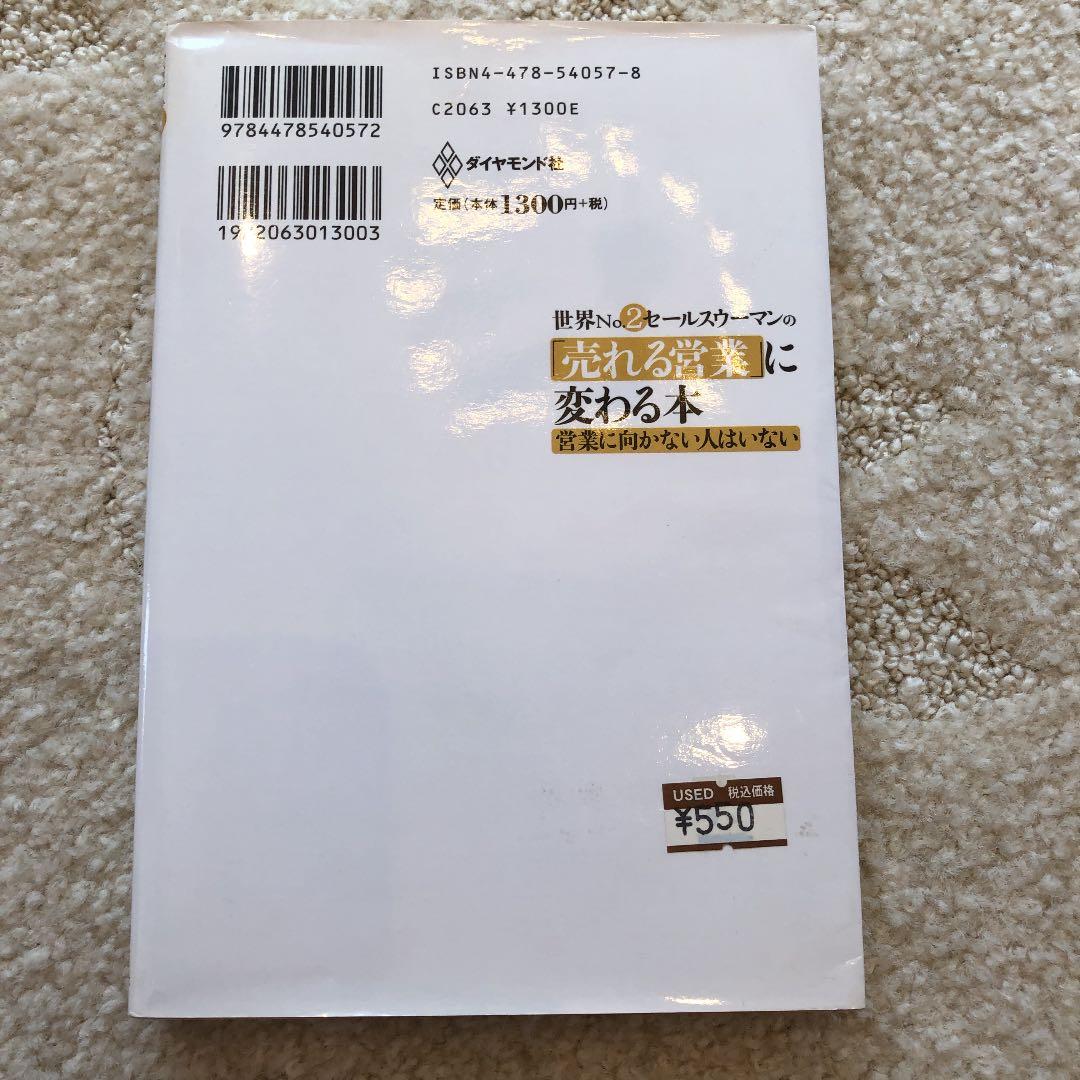 ISBN4-478-54057-8
C2063 ¥1300E
9784478540572
ダイヤモンド社
定価(本体1300円+税)
1922063013003
世界No.2セールスウーマンの
「売れる営業」に
変わる本
営業に向かない人はいない
USED 税込価格
¥550